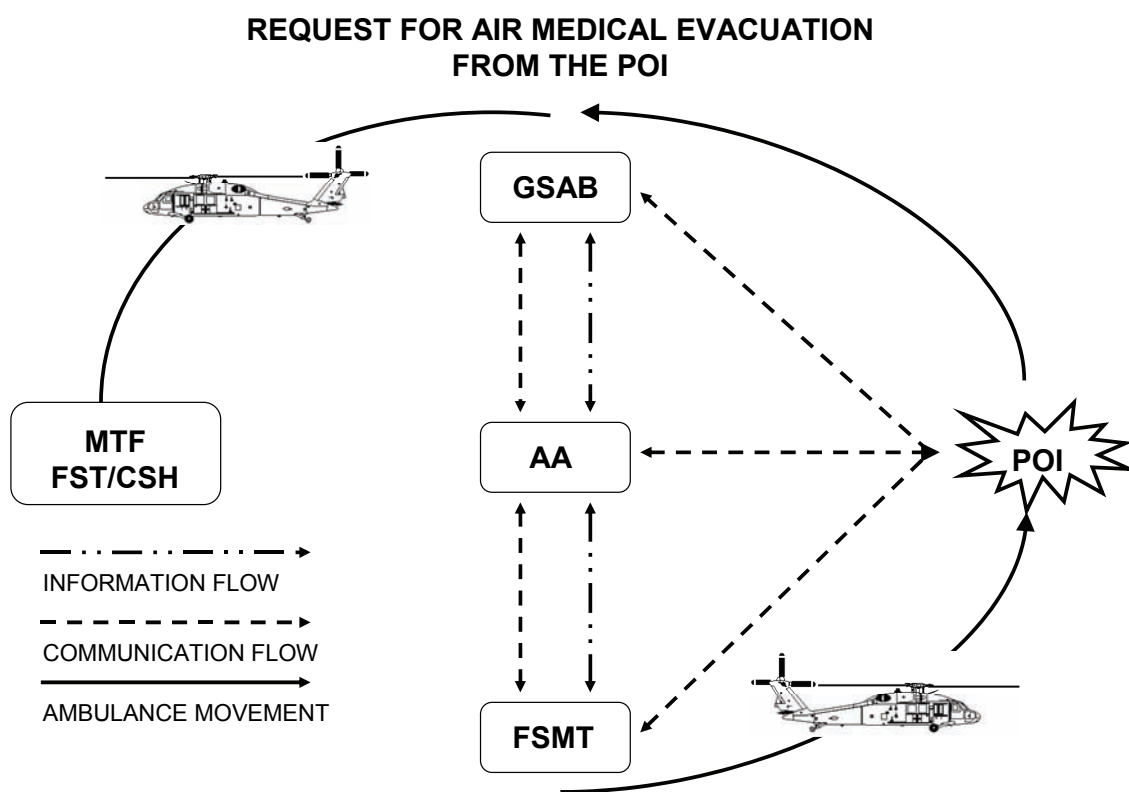 REQUEST FOR AIR MEDICAL EVACUATION
FROM THE POI
GSAB
MTF
FST/CSH
AA
POI
INFORMATION FLOW
COMMUNICATION FLOW
AMBULANCE MOVEMENT
FSMT